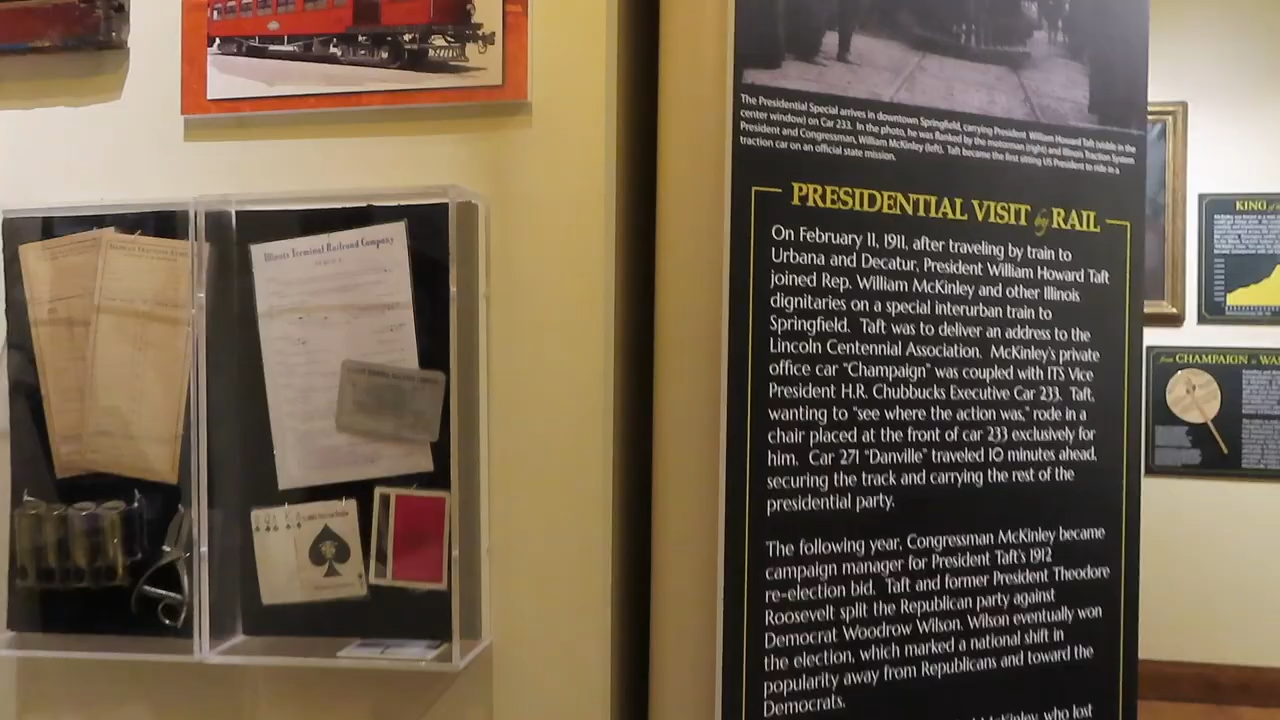 Illinois Terminal Railroad Company
The Presidential Special arrives in downtown Springfield, carrying President William Howard Taft (visible in the
center window) on Car 233. In the photo, he was flanked by the motorman (right) and Illinois Traction System
President and Congressman, William McKinley (left). Taft became the first sitting US President to ride in a
traction car on an official state mission.
PRESIDENTIAL VISIT by RAIL
On February 11, 1911, after traveling by train to
Urbana and Decatur, President William Howard Taft
joined Rep. William McKinley and other Illinois
dignitaries on a special interurban train to
Springfield. Taft was to deliver an address to the
Lincoln Centennial Association. McKinley's private
office car "Champaign" was coupled with ITS Vice
President H.R. Chubbucks Executive Car 233. Taft,
wanting to "see where the action was," rode in a
chair placed at the front of car 233 exclusively for
him. Car 271 "Danville" traveled 10 minutes ahead,
securing the track and carrying the rest of the
presidential party.
The following year, Congressman McKinley became
campaign manager for President Taft's 1912
re-election bid. Taft and former President Theodore
Roosevelt split the Republican party against
Democrat Woodrow Wilson. Wilson eventually won
the election, which marked a national shift in
popularity away from Republicans and toward the
Democrats.
McKinley, who lost
KING
from CHAMPAIGN to